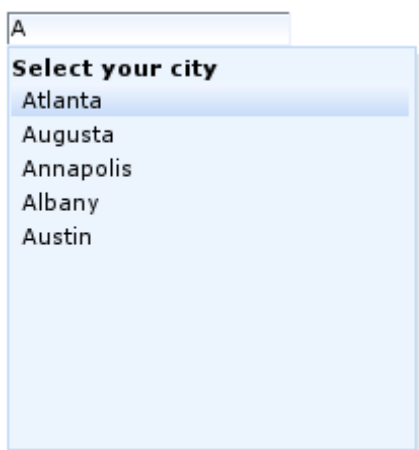 A
Select your city
Atlanta
Augusta
Annapolis
Albany
Austin